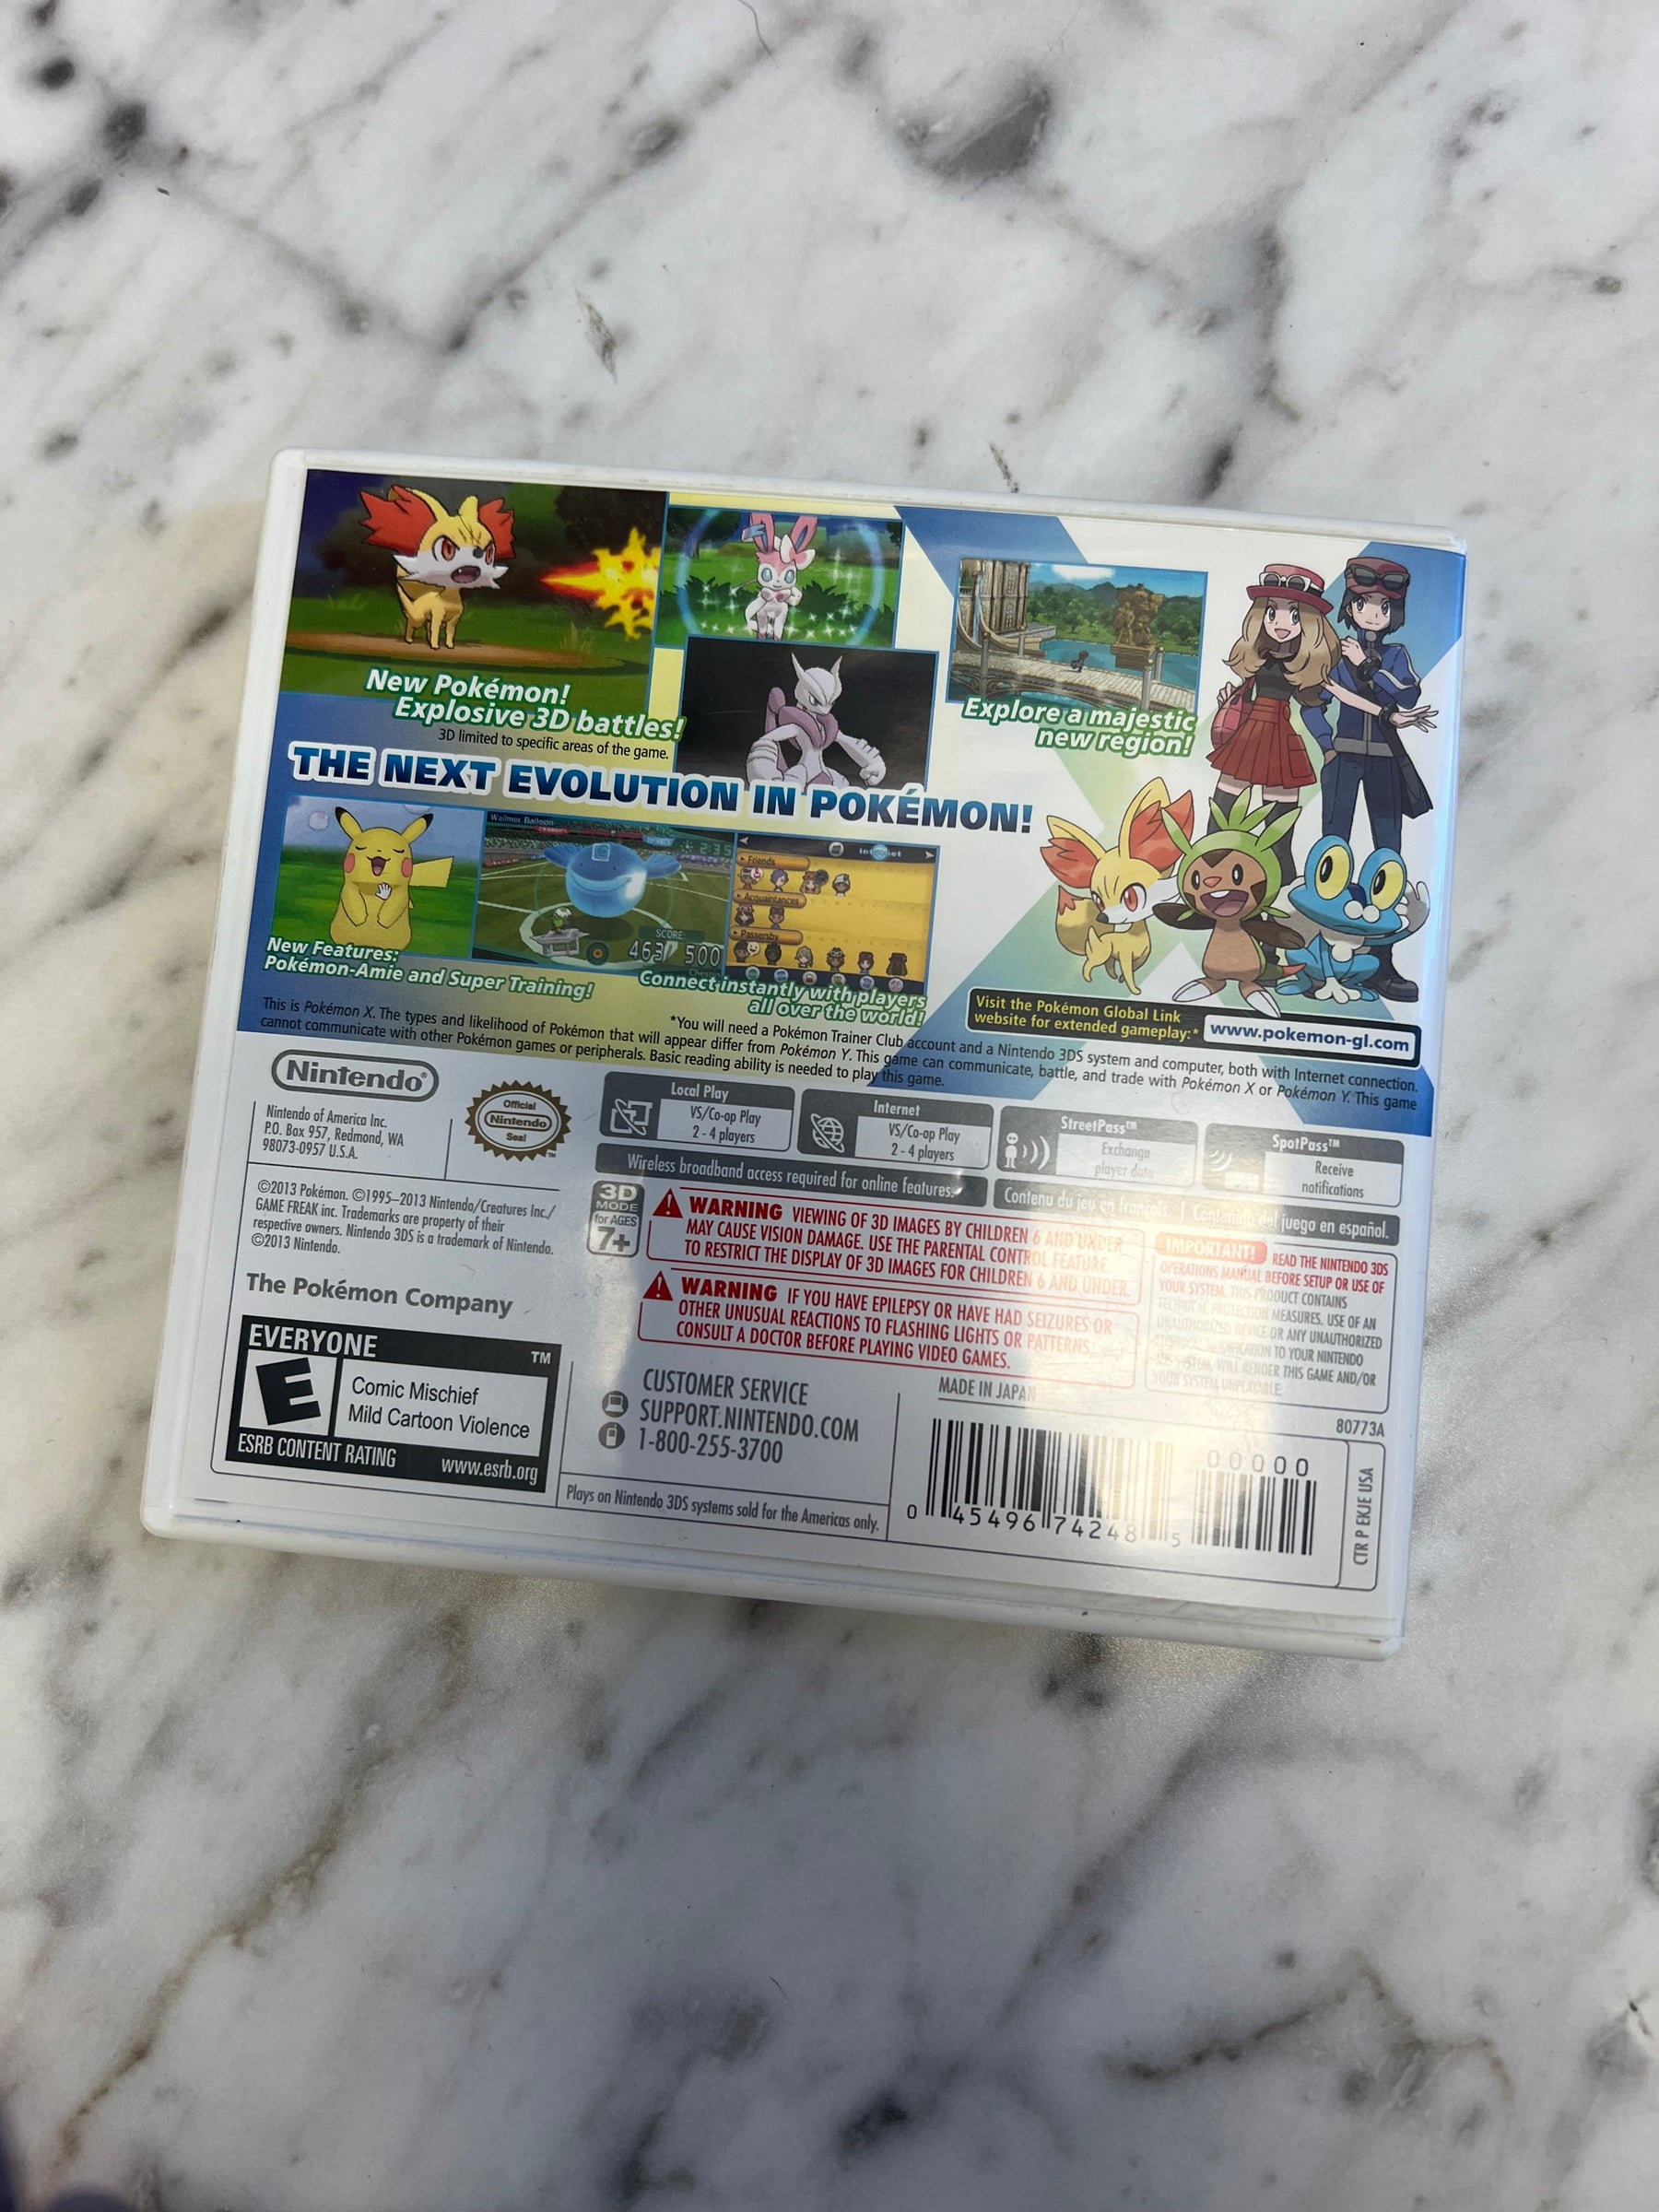 New Pokémon!
Explosive 3D battles!
3D limited to specific areas of the game.
Explore a majestic
new region!
THE NEXT EVOLUTION IN POKÉMON!
Wailmer Balloon
2:35
SCORE
463/500
Friends
Acquaintances
Passersby
New Features:
Pokémon-Amie and Super Training!
Connect instantly with players
all over the world!
Visit the Pokémon Global Link
website for extended gameplay:*
www.pokemon-gl.com
*You will need a Pokémon Trainer Club account and a Nintendo 3DS system and computer, both with Internet connection.
This is Pokémon X. The types and likelihood of Pokémon that will appear differ from Pokémon Y. This game can communicate, battle, and trade with Pokémon X or Pokémon Y. This game
cannot communicate with other Pokémon games or peripherals. Basic reading ability is needed to play this game.
Nintendo®
Nintendo of America Inc.
P.O. Box 957, Redmond, WA
98073-0957 U.S.A.
Official
Nintendo
Seal
Local Play
VS/Co-op Play
2 - 4 players
Internet
VS/Co-op Play
2 - 4 players
StreetPass™
Exchange
player data
SpotPass™
Receive
notifications
Wireless broadband access required for online features.
Contenu du jeu en français. | Contenido del juego en español.
©2013 Pokémon. ©1995–2013 Nintendo/Creatures Inc./
GAME FREAK inc. Trademarks are property of their
respective owners. Nintendo 3DS is a trademark of Nintendo.
©2013 Nintendo.
The Pokémon Company
3D
MODE
for AGES
7+
WARNING VIEWING OF 3D IMAGES BY CHILDREN 6 AND UNDER
MAY CAUSE VISION DAMAGE. USE THE PARENTAL CONTROL FEATURE
TO RESTRICT THE DISPLAY OF 3D IMAGES FOR CHILDREN 6 AND UNDER.
WARNING IF YOU HAVE EPILEPSY OR HAVE HAD SEIZURES OR
OTHER UNUSUAL REACTIONS TO FLASHING LIGHTS OR PATTERNS,
CONSULT A DOCTOR BEFORE PLAYING VIDEO GAMES.
IMPORTANT! READ THE NINTENDO 3DS
OPERATIONS MANUAL BEFORE SETUP OR USE OF
YOUR SYSTEM. THIS PRODUCT CONTAINS
TECHNICAL PROTECTION MEASURES. USE OF AN
UNAUTHORIZED DEVICE OR ANY UNAUTHORIZED
MODIFICATION TO YOUR NINTENDO
3DS SYSTEM, WILL RENDER THIS GAME AND/OR
YOUR SYSTEM UNPLAYABLE.
EVERYONE
TM
E
Comic Mischief
Mild Cartoon Violence
ESRB CONTENT RATING
www.esrb.org
CUSTOMER SERVICE
SUPPORT.NINTENDO.COM
1-800-255-3700
Plays on Nintendo 3DS systems sold for the Americas only.
MADE IN JAPAN
80773A
00000
0 45496 74248 5
CTR P EKJE USA